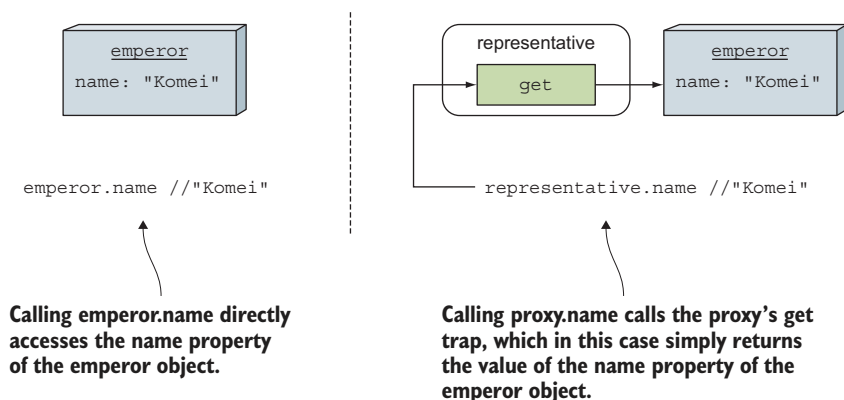 emperor
name: "Komei"
emperor.name //"Komei"
Calling emperor.name directly
accesses the name property
of the emperor object.
representative
get
emperor
name: "Komei"
representative.name //"Komei"
Calling proxy.name calls the proxy's get
trap, which in this case simply returns
the value of the name property of the
emperor object.